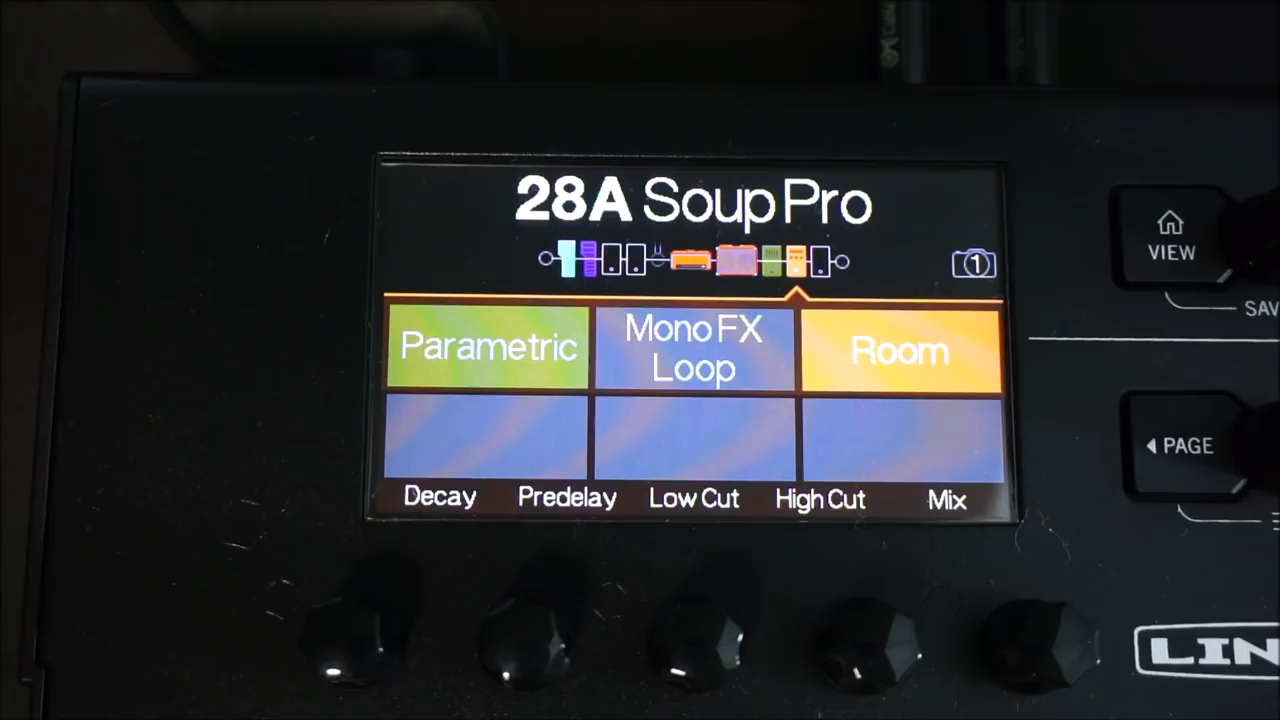 28A Soup Pro
1
VIEW
SAV
Parametric
Mono FX
Loop
Room
PAGE
Decay Predelay Low Cut High Cut Mix
LIN